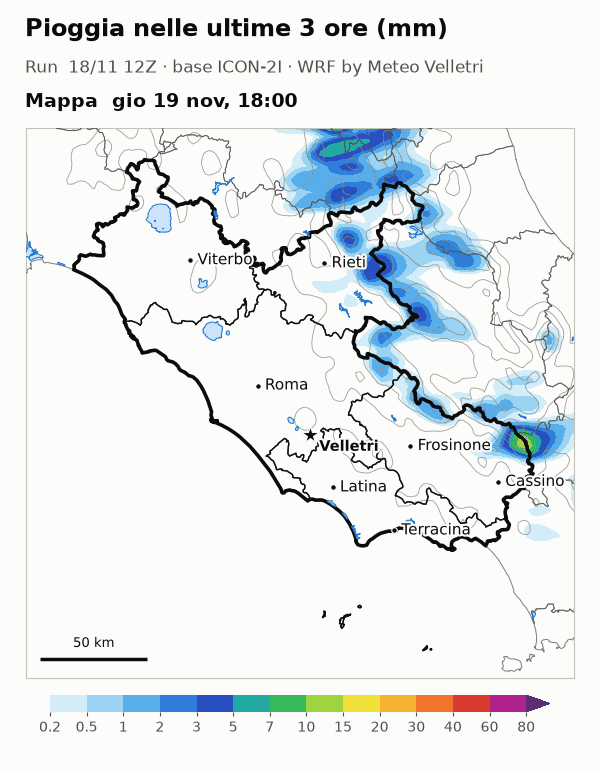 Pioggia nelle ultime 3 ore (mm)
Run  18/11 12Z · base ICON-2I · WRF by Meteo Velletri
Mappa  gio 19 nov, 18:00
Viterbo
Rieti
Roma
Velletri
Frosinone
Latina
Cassino
Terracina
50 km
0.2 0.5 1 2 3 5 7 10 15 20 30 40 60 80